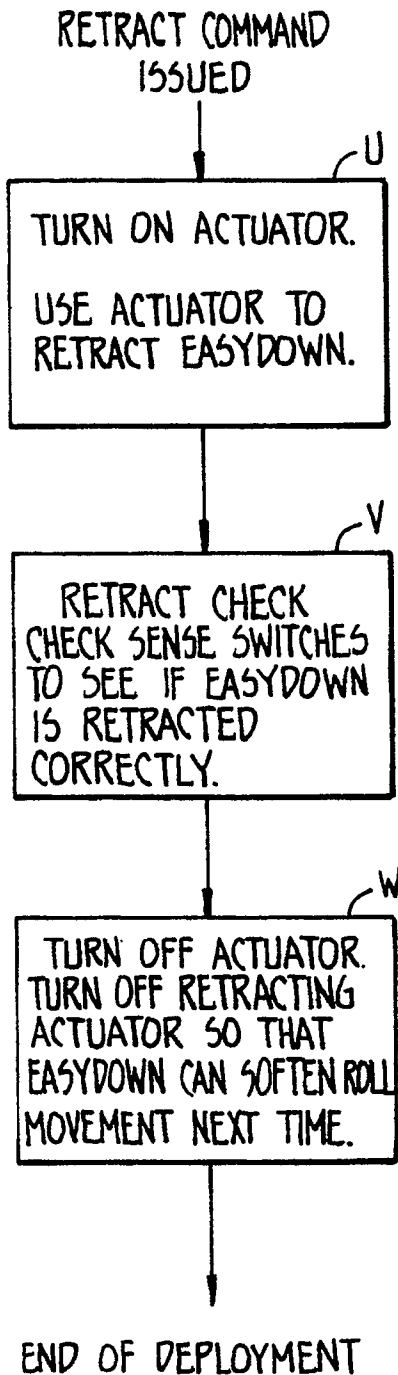 RETRACT COMMAND
ISSUED
U
TURN ON ACTUATOR.
USE ACTUATOR TO
RETRACT EASYDOWN.
V
RETRACT CHECK
CHECK SENSE SWITCHES
TO SEE IF EASYDOWN
IS RETRACTED
CORRECTLY.
W
TURN OFF ACTUATOR.
TURN OFF RETRACTING
ACTUATOR SO THAT
EASYDOWN CAN SOFTEN ROLL
MOVEMENT NEXT TIME.
END OF DEPLOYMENT